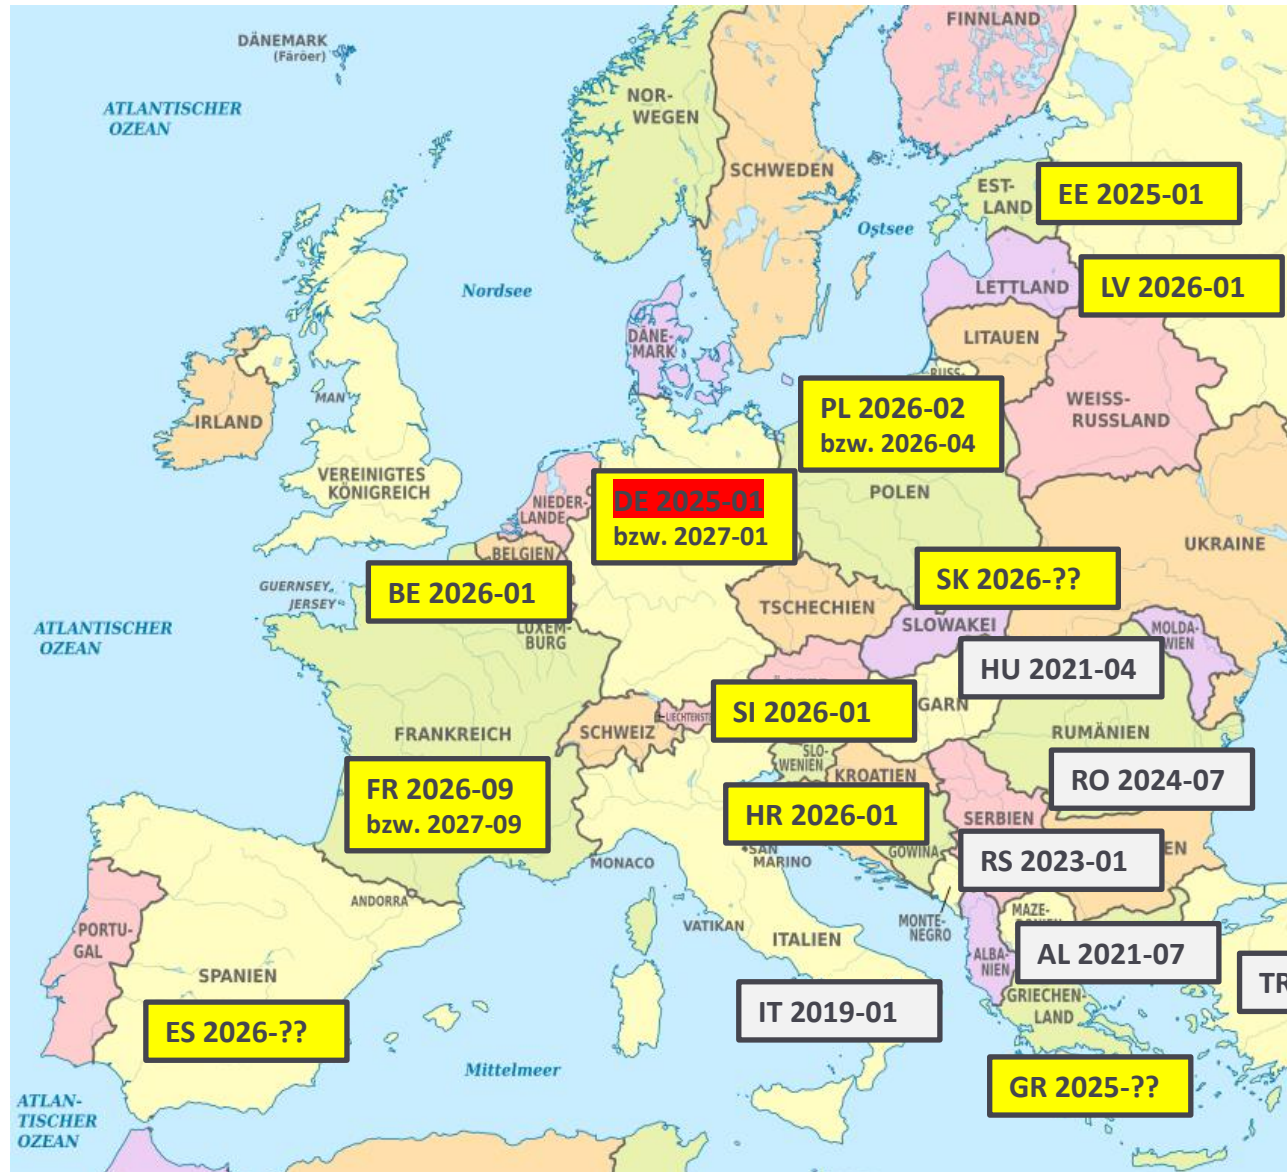 FINNLAND
DÄNEMARK
(Färöer)
ATLANTISCHER
OZEAN
NOR-
WEGEN
SCHWEDEN
EST-
LAND
EE 2025-01
Ostsee
LETTLAND
LV 2026-01
Nordsee
DÄNE-
MARK
LITAUEN
RUSS-
MAN
IRLAND
PL 2026-02
bzw. 2026-04
WEISS-
RUSSLAND
VEREINIGTES
KÖNIGREICH
NIEDER-
LANDE
DE 2025-01
bzw. 2027-01
POLEN
UKRAINE
BELGIEN
BE 2026-01
GUERNSEY
JERSEY
SK 2026-??
TSCHECHIEN
SLOWAKEI
ATLANTISCHER
OZEAN
LUXEM-
BURG
MOLDA-
WIEN
HU 2021-04
LIECHTENST
SI 2026-01
GARN
FRANKREICH
SCHWEIZ
RUMÄNIEN
SLO-
WENIEN
KROATIEN
RO 2024-07
FR 2026-09
bzw. 2027-09
HR 2026-01
SERBIEN
GOWINA
RS 2023-01
EN
MONACO
SAN
MARINO
ANDORRA
VATIKAN
ITALIEN
MONTE-
NEGRO
MAZE-
PORTU-
GAL
SPANIEN
ALBA-
NIEN
AL 2021-07
TR
IT 2019-01
GRIECHEN-
LAND
ES 2026-??
Mittelmeer
GR 2025-??
ATLAN-
TISCHER
OZEAN